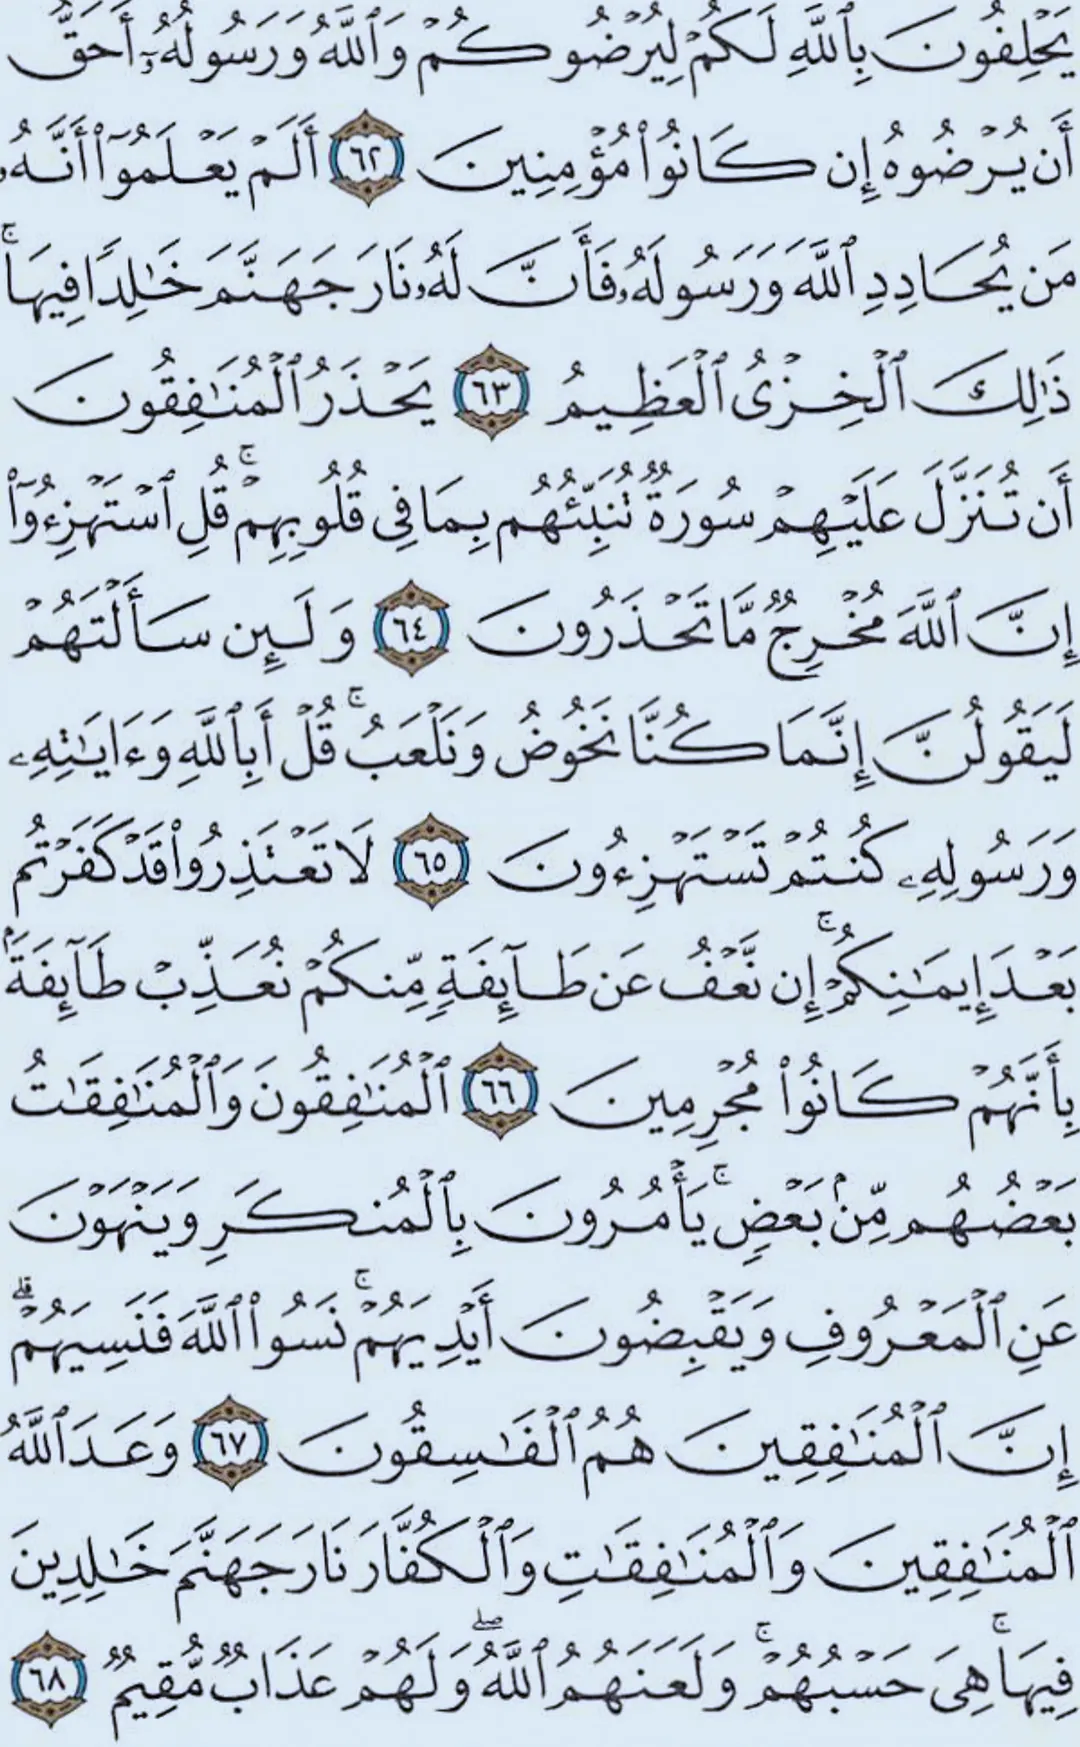 يَحۡلِفُونَ بِٱللَّهِ لَكُمۡ لِيُرۡضُوكُمۡ وَٱللَّهُ وَرَسُولُهُۥٓ أَحَقُّ
أَن يُرۡضُوهُ إِن كَانُواْ مُؤۡمِنِينَ ٦٢ أَلَمۡ يَعۡلَمُوٓاْ أَنَّهُۥ
مَن يُحَادِدِ ٱللَّهَ وَرَسُولَهُۥ فَأَنَّ لَهُۥ نَارَ جَهَنَّمَ خَٰلِدٗا فِيهَاۚ
ذَٰلِكَ ٱلۡخِزۡيُ ٱلۡعَظِيمُ ٦٣ يَحۡذَرُ ٱلۡمُنَٰفِقُونَ
أَن تُنَزَّلَ عَلَيۡهِمۡ سُورَةٞ تُنَبِّئُهُم بِمَا فِي قُلُوبِهِمۡۚ قُلِ ٱسۡتَهۡزِءُوٓاْ
إِنَّ ٱللَّهَ مُخۡرِجٞ مَّا تَحۡذَرُونَ ٦٤ وَلَئِن سَأَلۡتَهُمۡ
لَيَقُولُنَّ إِنَّمَا كُنَّا نَخُوضُ وَنَلۡعَبُۚ قُلۡ أَبِٱللَّهِ وَءَايَٰتِهِۦ
وَرَسُولِهِۦ كُنتُمۡ تَسۡتَهۡزِءُونَ ٦٥ لَا تَعۡتَذِرُواْ قَدۡ كَفَرۡتُم
بَعۡدَ إِيمَٰنِكُمۡۚ إِن نَّعۡفُ عَن طَآئِفَةٖ مِّنكُمۡ نُعَذِّبۡ طَآئِفَةَۢ
بِأَنَّهُمۡ كَانُواْ مُجۡرِمِينَ ٦٦ ٱلۡمُنَٰفِقُونَ وَٱلۡمُنَٰفِقَٰتُ
بَعۡضُهُم مِّنۢ بَعۡضٖۚ يَأۡمُرُونَ بِٱلۡمُنكَرِ وَيَنۡهَوۡنَ
عَنِ ٱلۡمَعۡرُوفِ وَيَقۡبِضُونَ أَيۡدِيَهُمۡۚ نَسُواْ ٱللَّهَ فَنَسِيَهُمۡۗ
إِنَّ ٱلۡمُنَٰفِقِينَ هُمُ ٱلۡفَٰسِقُونَ ٦٧ وَعَدَ ٱللَّهُ
ٱلۡمُنَٰفِقِينَ وَٱلۡمُنَٰفِقَٰتِ وَٱلۡكُفَّارَ نَارَ جَهَنَّمَ خَٰلِدِينَ
فِيهَاۚ هِيَ حَسۡبُهُمۡۚ وَلَعَنَهُمُ ٱللَّهُۖ وَلَهُمۡ عَذَابٞ مُّقِيمٞ ٦٨